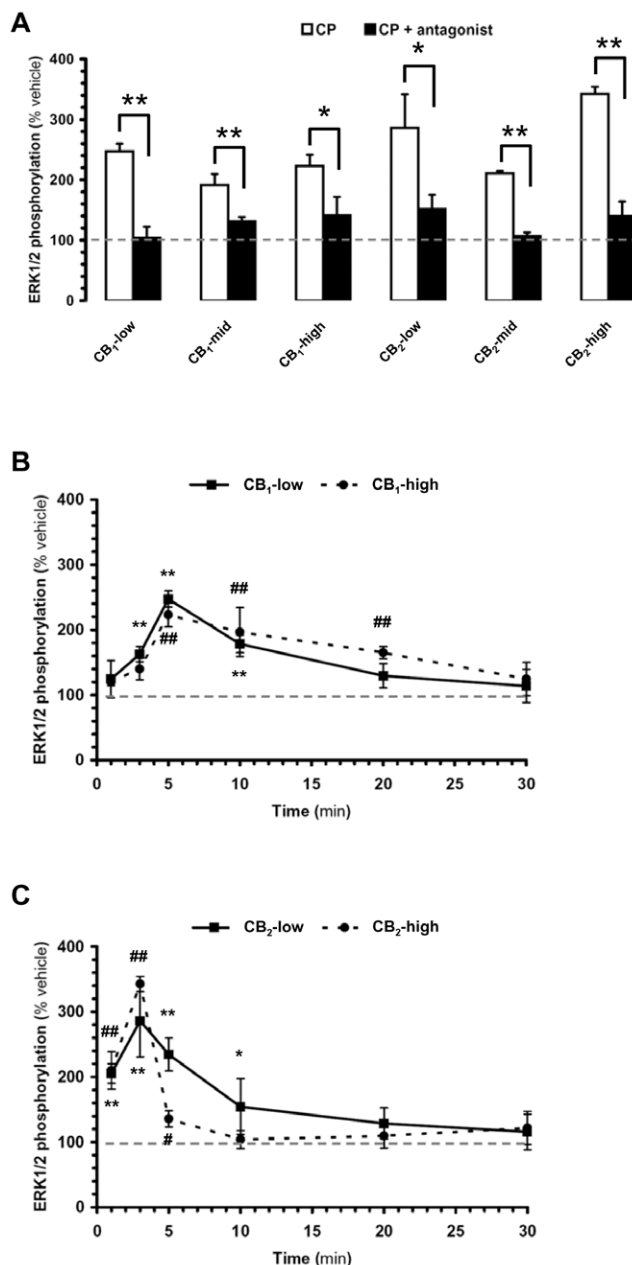 A
CP CP + antagonist
ERK1/2 phosphorylation (% vehicle)
400
300
200
100
0
** ** * * ** **
CB₁-low CB₁-mid CB₁-high CB₂-low CB₂-mid CB₂-high
B
CB₁-low CB₁-high
ERK1/2 phosphorylation (% vehicle)
400
300
200
100
0
** ** ## ## ** ##
0 5 10 15 20 25 30
Time (min)
C
CB₂-low CB₂-high
ERK1/2 phosphorylation (% vehicle)
400
300
200
100
0
## ## ** ** ** # *
0 5 10 15 20 25 30
Time (min)